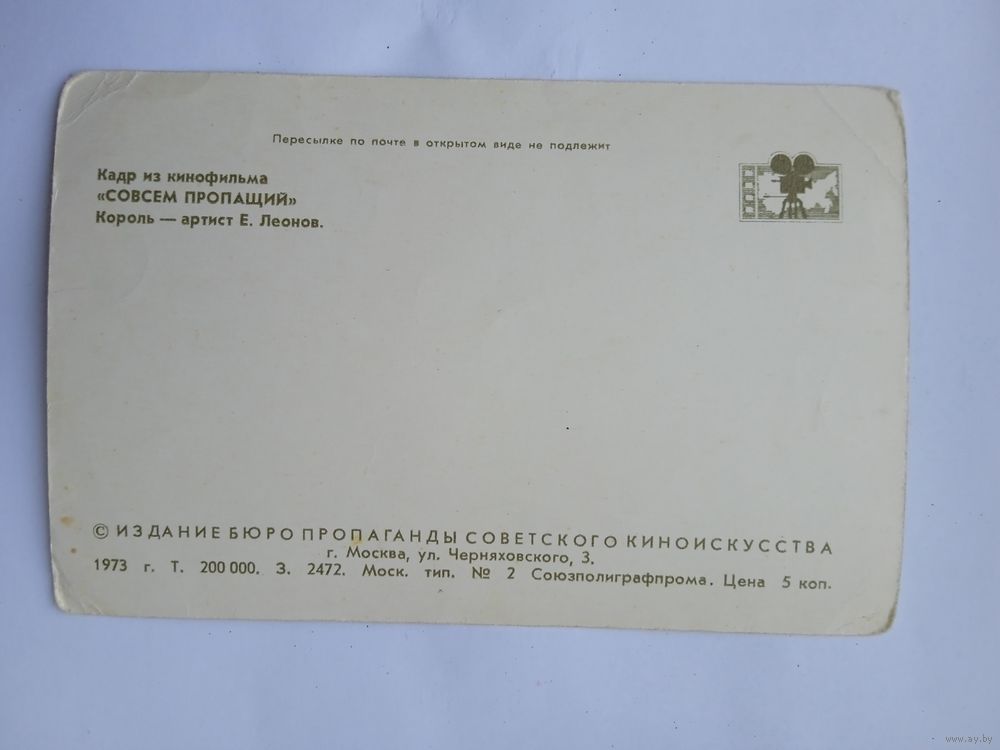 Пересылке по почте в открытом виде не подлежит
Кадр из кинофильма
«СОВСЕМ ПРОПАЩИЙ»
Король — артист Е. Леонов.
© ИЗДАНИЕ БЮРО ПРОПАГАНДЫ СОВЕТСКОГО КИНОИСКУССТВА
г. Москва, ул. Черняховского, 3.
1973 г. Т. 200 000. З. 2472. Моск. тип. № 2 Союзполиграфпрома. Цена 5 коп.
www.ay.by